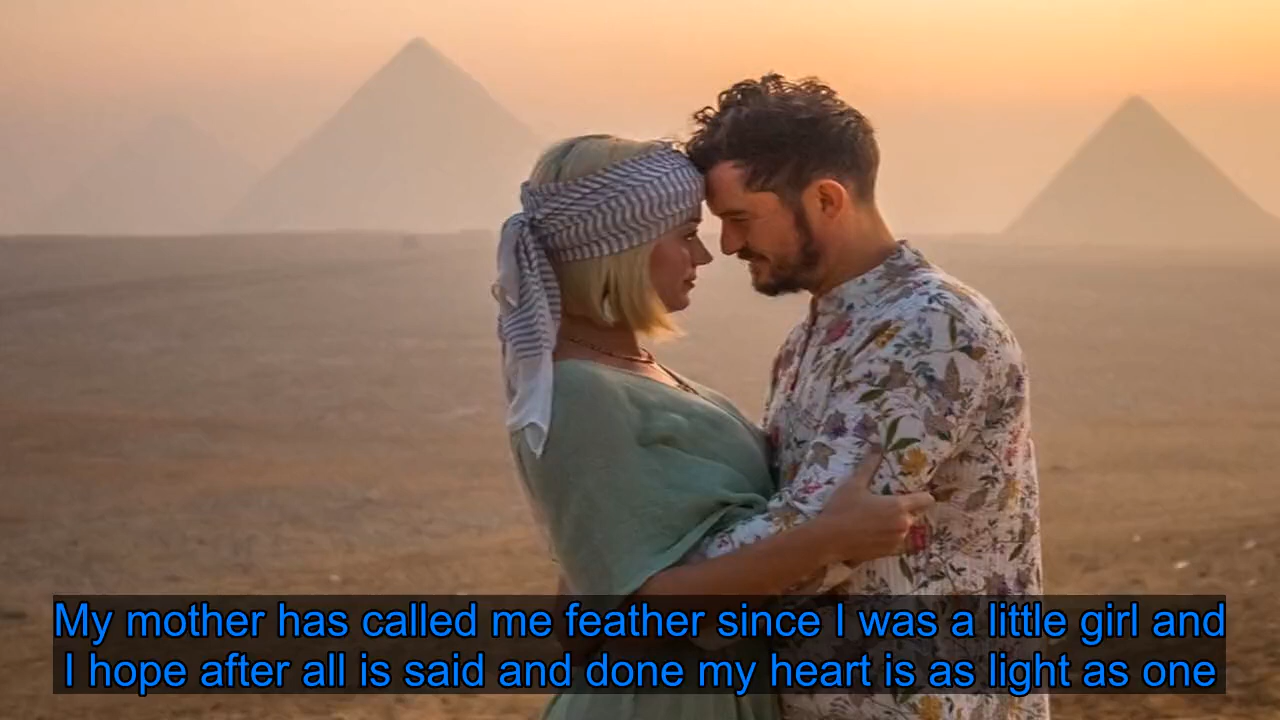 My mother has called me feather since I was a little girl and
I hope after all is said and done my heart is as light as one